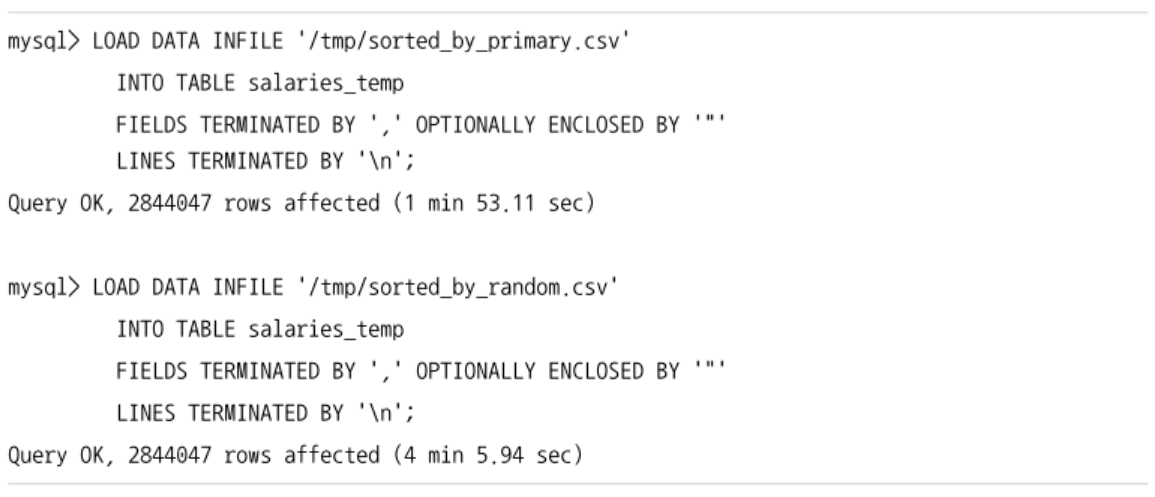 mysql> LOAD DATA INFILE '/tmp/sorted_by_primary.csv'
INTO TABLE salaries_temp
FIELDS TERMINATED BY ',' OPTIONALLY ENCLOSED BY '"'
LINES TERMINATED BY '\n';
Query OK, 2844047 rows affected (1 min 53.11 sec)
mysql> LOAD DATA INFILE '/tmp/sorted_by_random.csv'
INTO TABLE salaries_temp
FIELDS TERMINATED BY ',' OPTIONALLY ENCLOSED BY '"'
LINES TERMINATED BY '\n';
Query OK, 2844047 rows affected (4 min 5.94 sec)